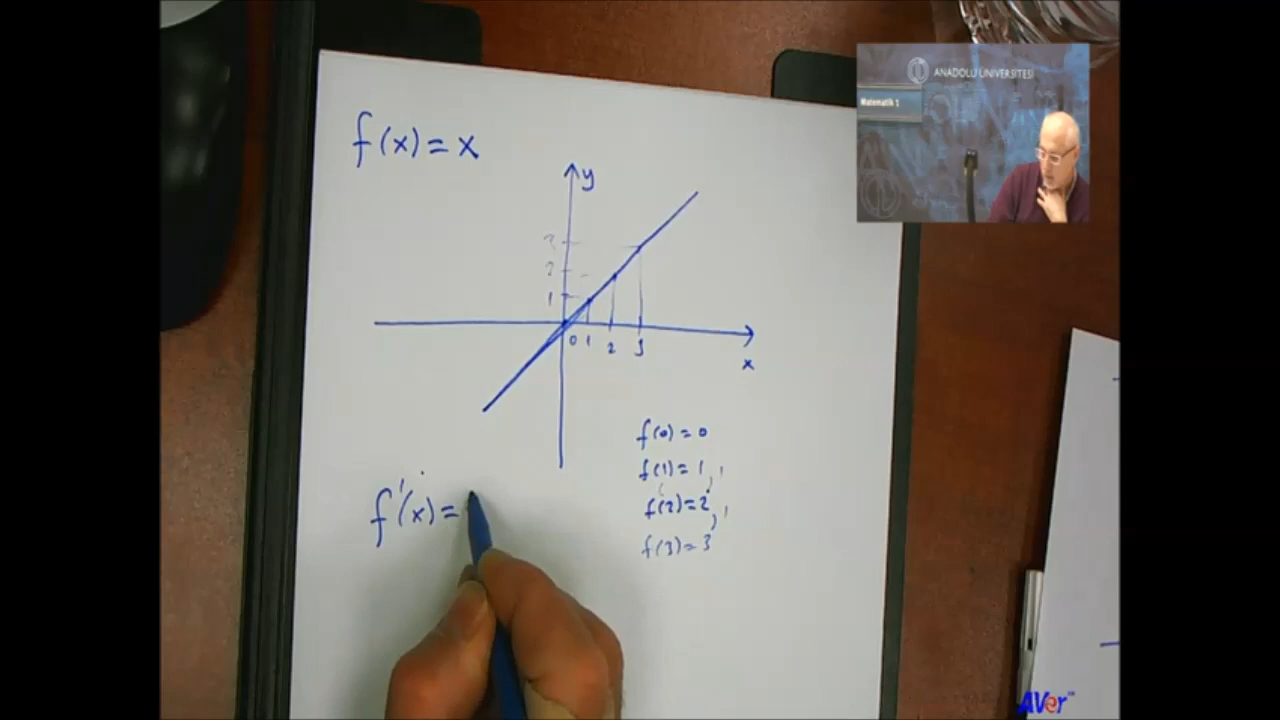 ANADOLU ÜNİVERSİTESİ
Matematik 1
f(x) = x
y
3
2
1
0 1 2 3
x
f(0) = 0
f(1) = 1
f(2) = 2
f(3) = 3
f'(x) =
AVer